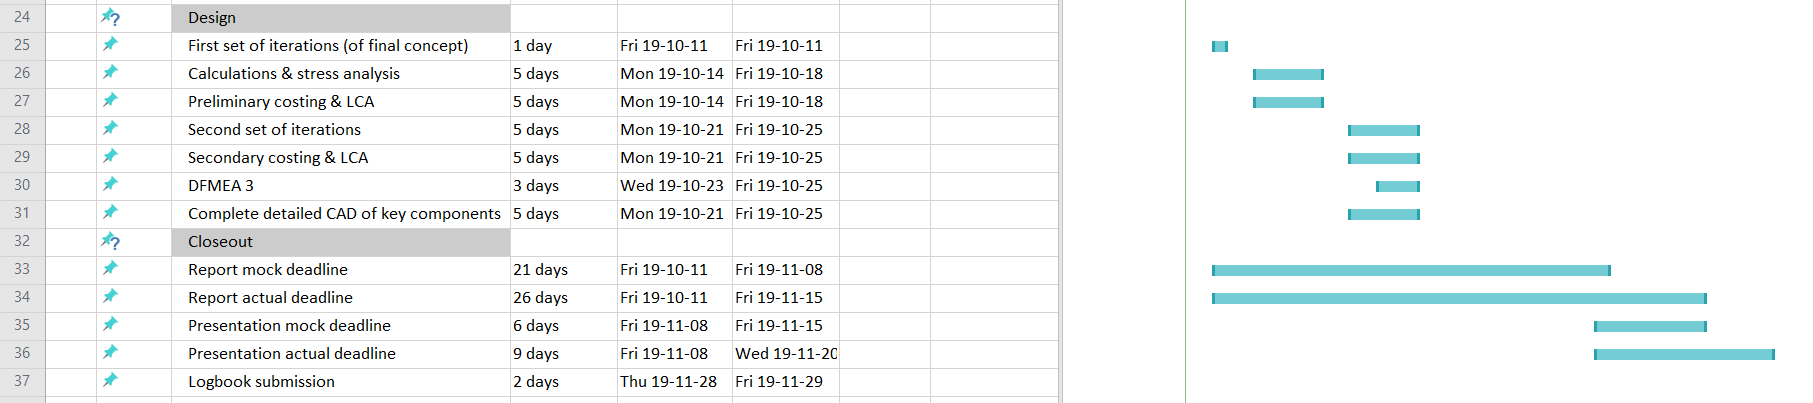 24 ? Design
25 First set of iterations (of final concept) 1 day Fri 19-10-11 Fri 19-10-11
26 Calculations & stress analysis 5 days Mon 19-10-14 Fri 19-10-18
27 Preliminary costing & LCA 5 days Mon 19-10-14 Fri 19-10-18
28 Second set of iterations 5 days Mon 19-10-21 Fri 19-10-25
29 Secondary costing & LCA 5 days Mon 19-10-21 Fri 19-10-25
30 DFMEA 3 3 days Wed 19-10-23 Fri 19-10-25
31 Complete detailed CAD of key components 5 days Mon 19-10-21 Fri 19-10-25
32 ? Closeout
33 Report mock deadline 21 days Fri 19-10-11 Fri 19-11-08
34 Report actual deadline 26 days Fri 19-10-11 Fri 19-11-15
35 Presentation mock deadline 6 days Fri 19-11-08 Fri 19-11-15
36 Presentation actual deadline 9 days Fri 19-11-08 Wed 19-11-20
37 Logbook submission 2 days Thu 19-11-28 Fri 19-11-29